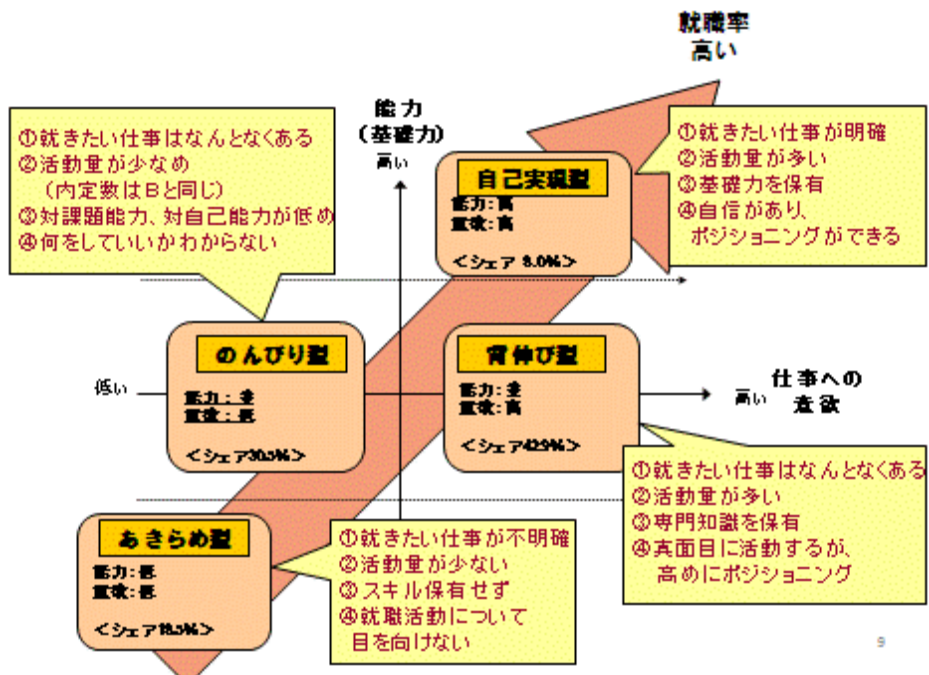 就職率
高い
能力
(基礎力)
高い
①就きたい仕事はなんとなくある
②活動量が少なめ
(内定数はBと同じ)
③対課題能力、対自己能力が低め
④何をしていいかわからない
①就きたい仕事が明確
②活動量が多い
③基礎力を保有
④自信があり、
ポジショニングができる
自己実現型
能力:高
意欲:高
<シェア 8.0%>
のんびり型
意欲:低
<シェア30.5%>
背伸び型
意欲:高
<シェア42.9%>
低い
高い
仕事への
意欲
①就きたい仕事はなんとなくある
②活動量が多い
③専門知識を保有
④真面目に活動するが、
高めにポジショニング
あきらめ型
能力:低
意欲:低
<シェア18.5%>
①就きたい仕事が不明確
②活動量が少ない
③スキル保有せず
④就職活動について
目を向けない
9